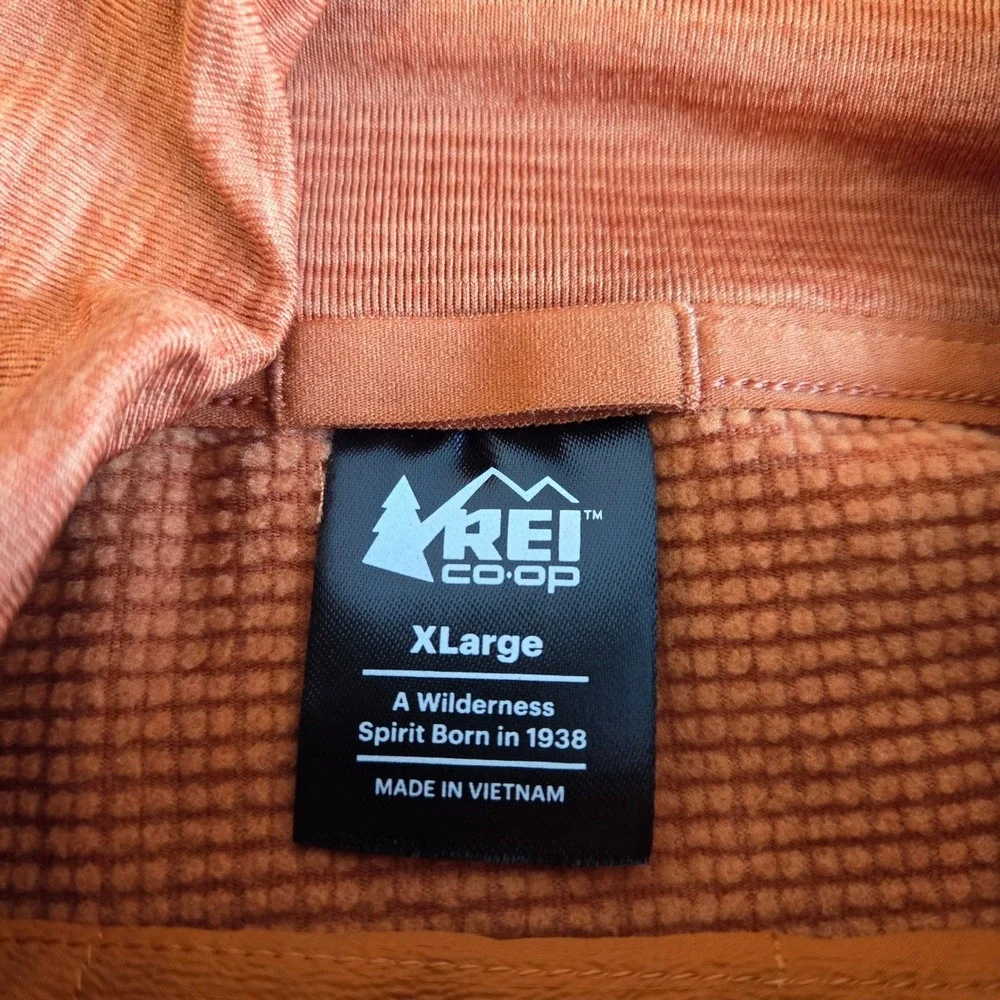 REI™
CO·OP
XLarge
A Wilderness
Spirit Born in 1938
MADE IN VIETNAM